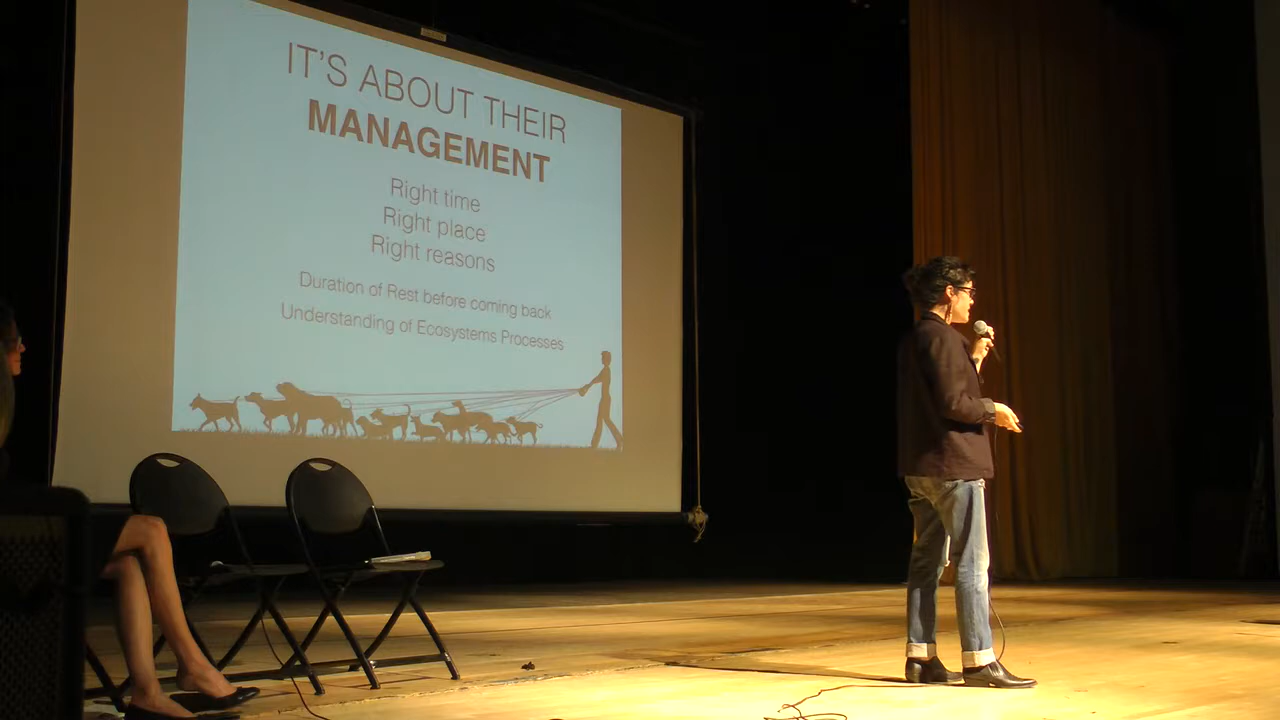 IT'S ABOUT THEIR
MANAGEMENT
Right time
Right place
Right reasons
Duration of Rest before coming back
Understanding of Ecosystems Processes